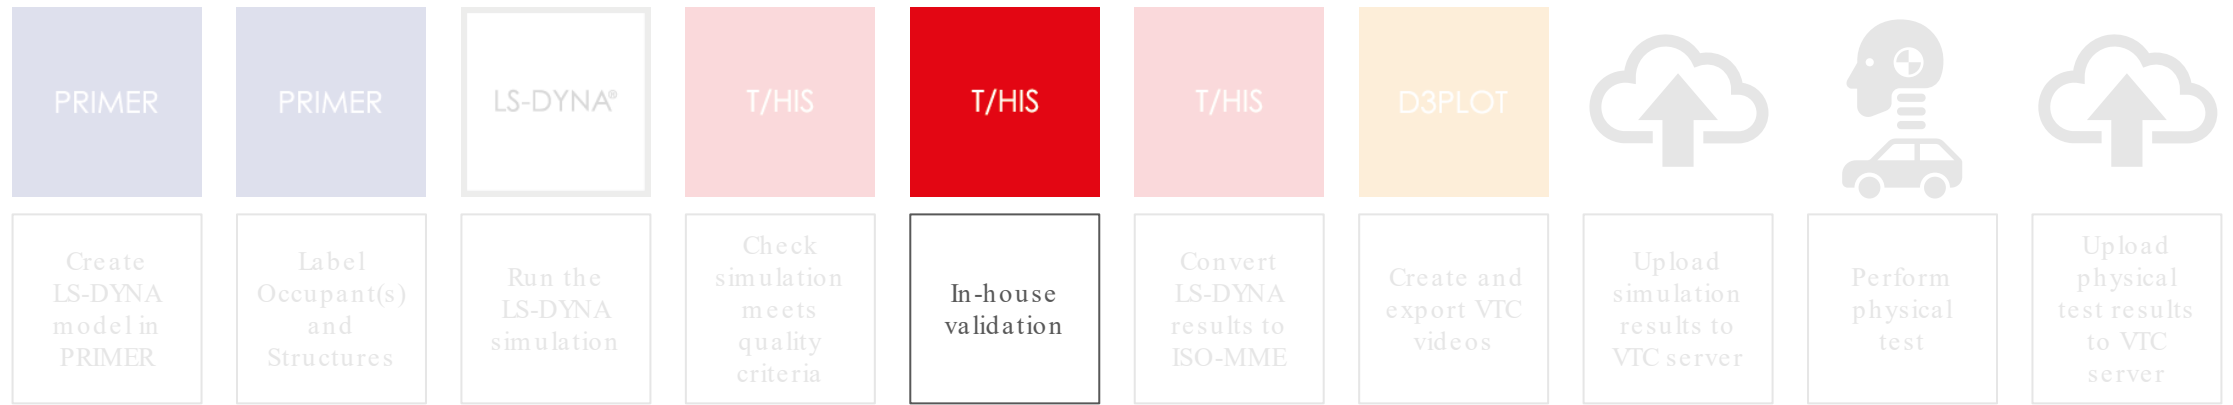 PRIMER
PRIMER
LS-DYNA®
T/HIS
T/HIS
T/HIS
D3PLOT
Create
LS-DYNA
model in
PRIMER
Label
Occupant(s)
and
Structures
Run the
LS-DYNA
simulation
Check
simulation
meets
quality
criteria
In-house
validation
Convert
LS-DYNA
results to
ISO-MME
Create and
export VTC
videos
Upload
simulation
results to
VTC server
Perform
physical
test
Upload
physical
test results
to VTC
server